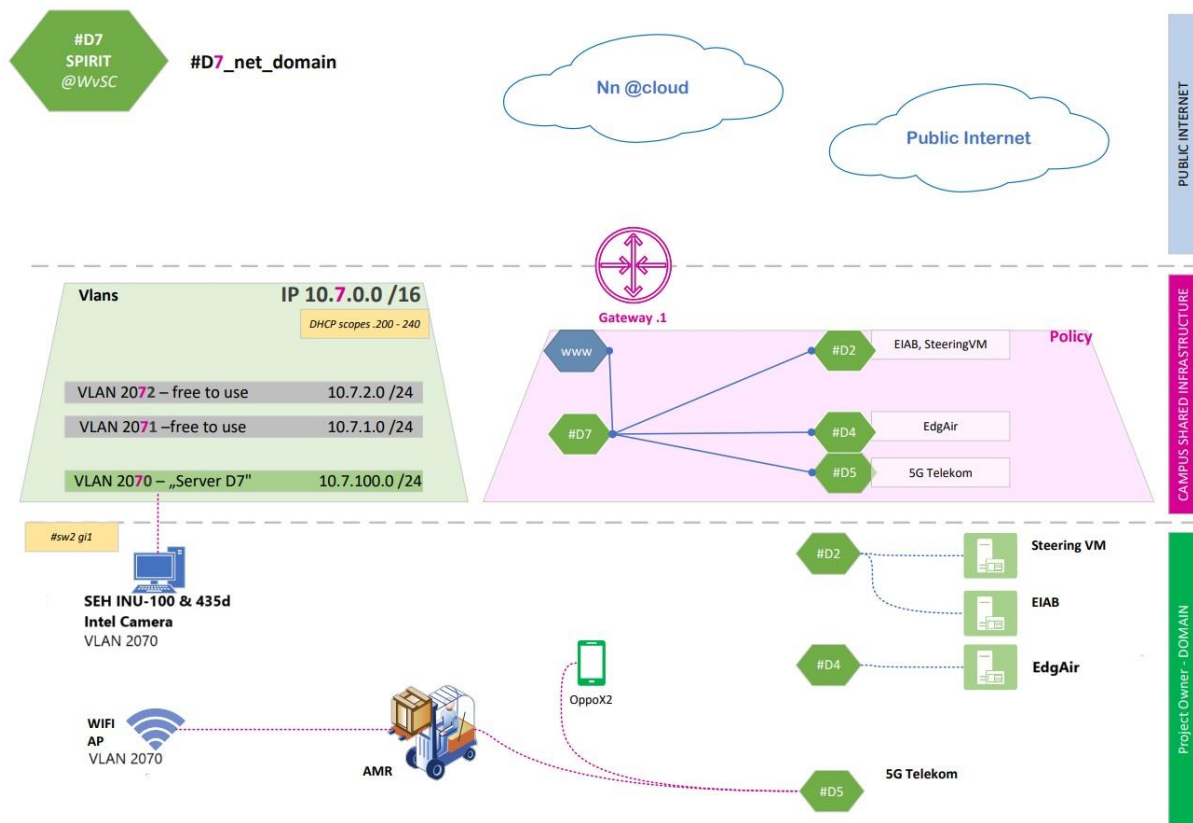 #D7
SPIRIT
@WvSC
#D7_net_domain
Nn @cloud
Public Internet
PUBLIC INTERNET
Vlans
IP 10.7.0.0 /16
DHCP scopes .200 - 240
VLAN 2072 – free to use 10.7.2.0 /24
VLAN 2071 –free to use 10.7.1.0 /24
VLAN 2070 – „Server D7" 10.7.100.0 /24
Gateway .1
Policy
www
#D2
EIAB, SteeringVM
#D7
#D4
EdgAir
#D5
5G Telekom
CAMPUS SHARED INFRASTRUCTURE
#sw2 gi1
SEH INU-100 & 435d
Intel Camera
VLAN 2070
WIFI
AP
VLAN 2070
AMR
OppoX2
#D2
Steering VM
EIAB
#D4
EdgAir
#D5
5G Telekom
Project Owner - DOMAIN